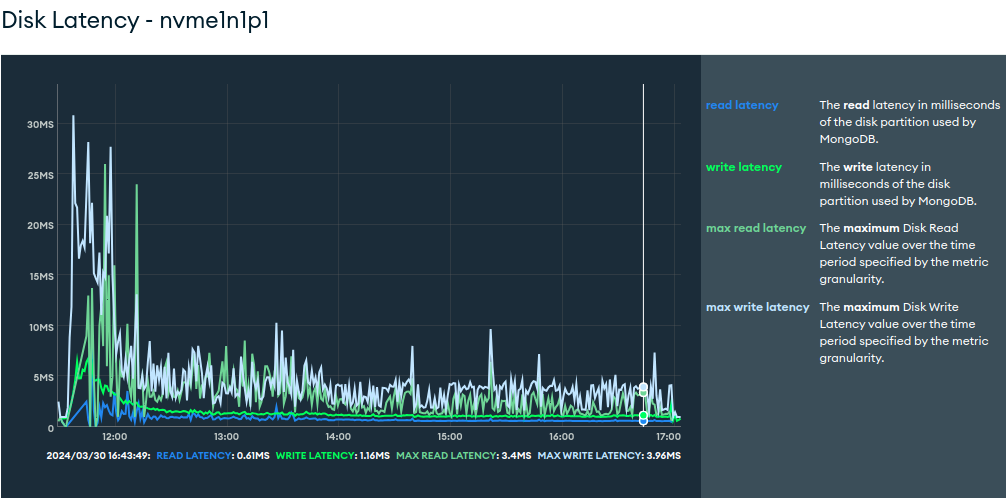 Disk Latency - nvme1n1p1
30MS
25MS
20MS
15MS
10MS
5MS
0
12:00 13:00 14:00 15:00 16:00 17:00
2024/03/30 16:43:49: READ LATENCY: 0.61MS WRITE LATENCY: 1.16MS MAX READ LATENCY: 3.4MS MAX WRITE LATENCY: 3.96MS
read latency The read latency in milliseconds
of the disk partition used by
MongoDB.
write latency The write latency in
milliseconds of the disk
partition used by MongoDB.
max read latency The maximum Disk Read
Latency value over the time
period specified by the metric
granularity.
max write latency The maximum Disk Write
Latency value over the time
period specified by the metric
granularity.